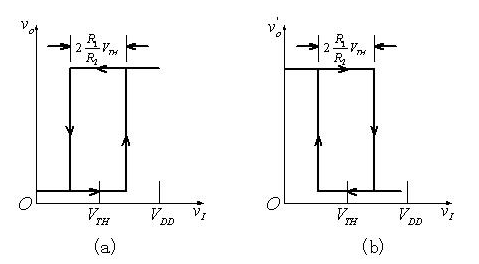 v_o
2 R_1/R_2 V_TH
O V_TH V_DD v_I
(a)
v_o'
2 R_1/R_2 V_TH
O V_TH V_DD v_I
(b)